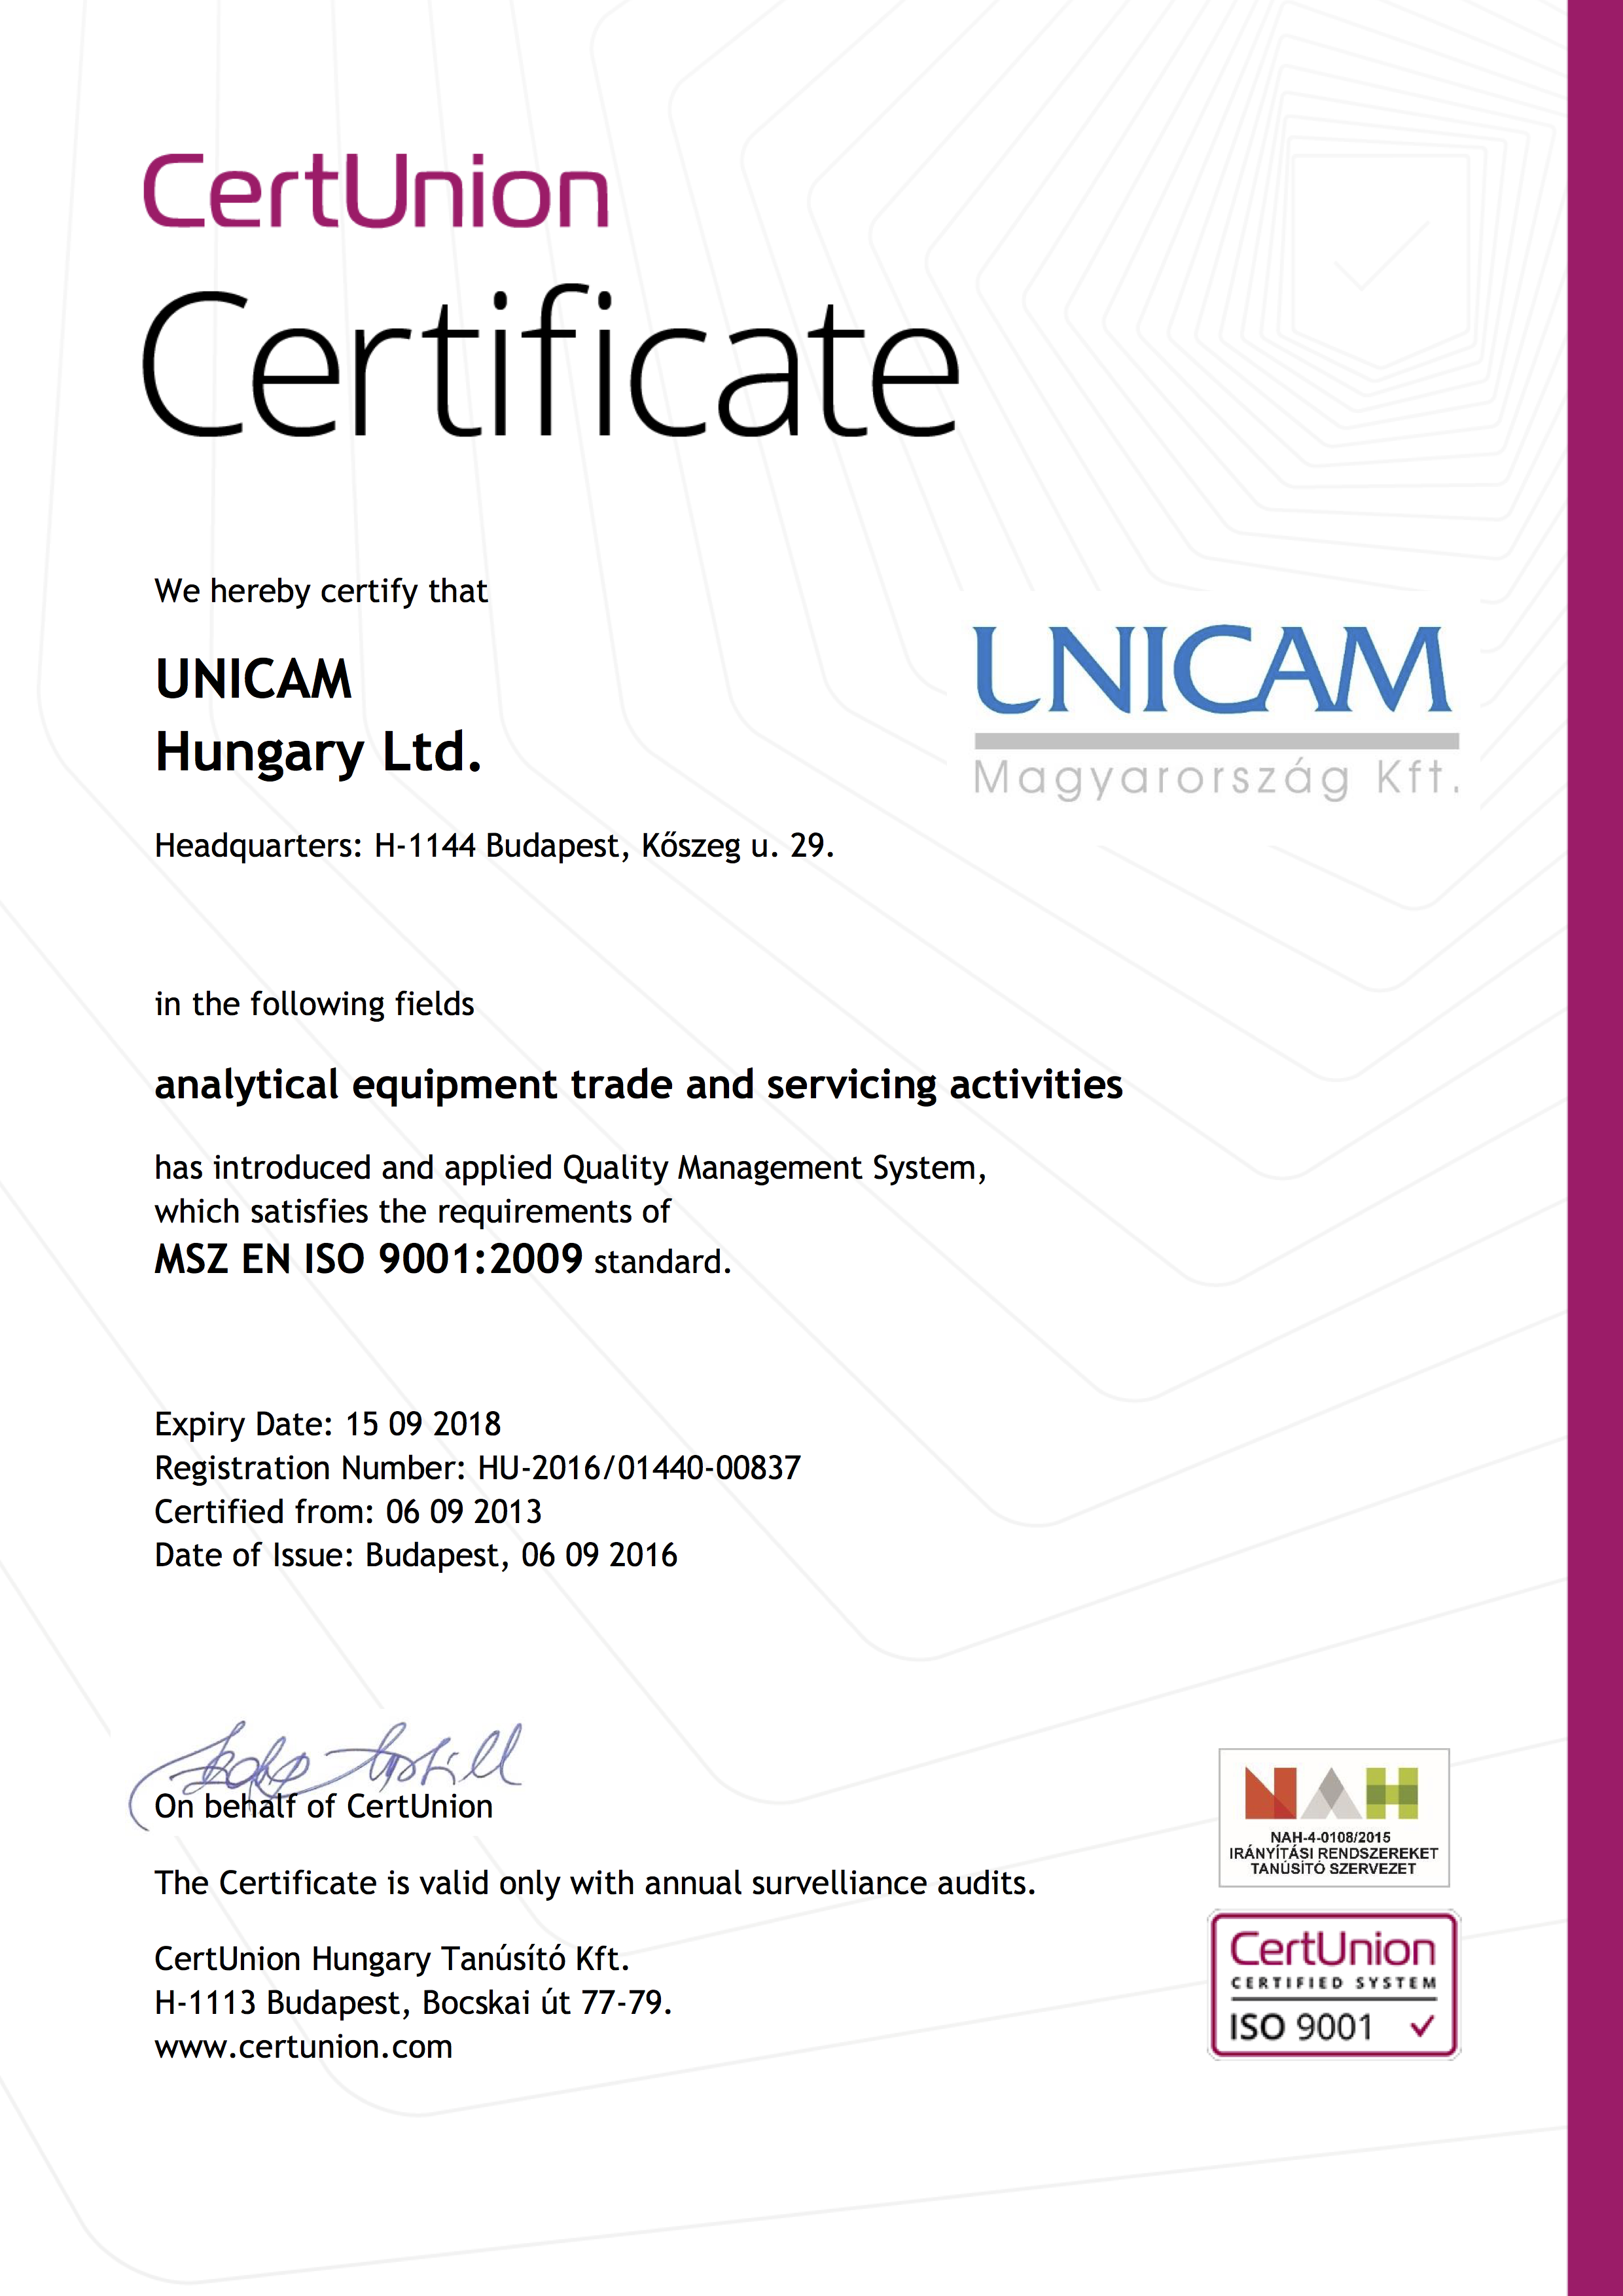 CertUnion
Certificate
We hereby certify that
UNICAM
Hungary Ltd.
UNICAM
Magyarország Kft.
Headquarters: H-1144 Budapest, Kőszeg u. 29.
in the following fields
analytical equipment trade and servicing activities
has introduced and applied Quality Management System,
which satisfies the requirements of
MSZ EN ISO 9001:2009 standard.
Expiry Date: 15 09 2018
Registration Number: HU-2016/01440-00837
Certified from: 06 09 2013
Date of Issue: Budapest, 06 09 2016
On behalf of CertUnion
The Certificate is valid only with annual survelliance audits.
CertUnion Hungary Tanúsító Kft.
H-1113 Budapest, Bocskai út 77-79.
www.certunion.com
NAH
NAH-4-0108/2015
IRÁNYÍTÁSI RENDSZEREKET
TANÚSÍTÓ SZERVEZET
CertUnion
CERTIFIED SYSTEM
ISO 9001